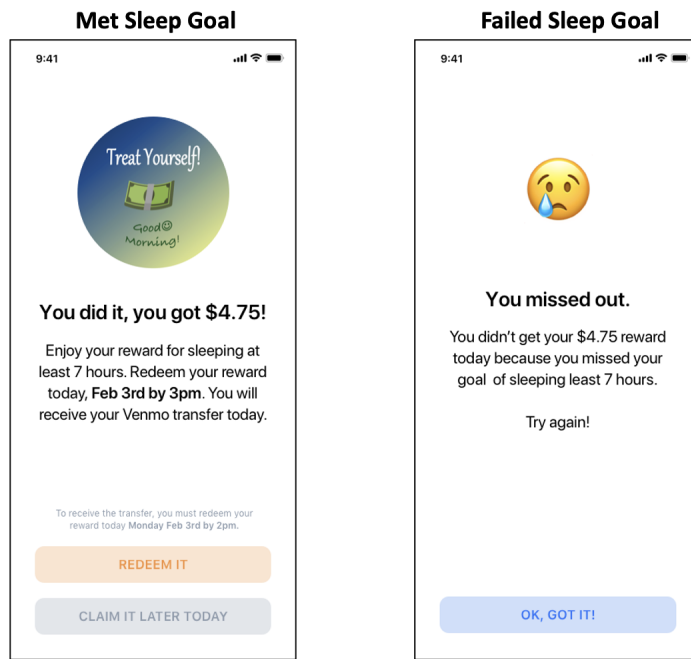 Met Sleep Goal
9:41
Treat Yourself!
Good☺
Morning!
You did it, you got $4.75!
Enjoy your reward for sleeping at
least 7 hours. Redeem your reward
today, Feb 3rd by 3pm. You will
receive your Venmo transfer today.
To receive the transfer, you must redeem your
reward today Monday Feb 3rd by 2pm.
REDEEM IT
CLAIM IT LATER TODAY
Failed Sleep Goal
9:41
You missed out.
You didn’t get your $4.75 reward
today because you missed your
goal of sleeping least 7 hours.
Try again!
OK, GOT IT!